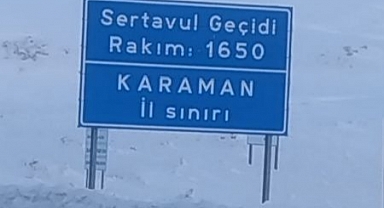 Sertavul Geçidi
Rakım: 1650
KARAMAN
İl sınırı